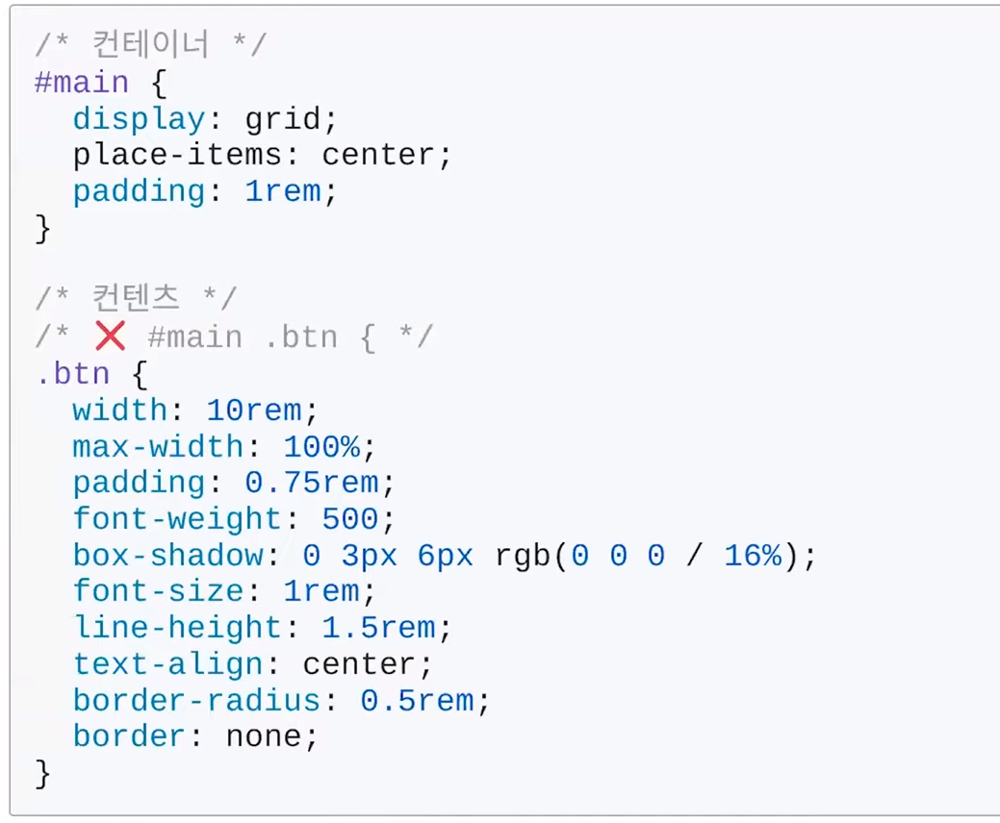 /* 컨테이너 */
#main {
  display: grid;
  place-items: center;
  padding: 1rem;
}

/* 컨텐츠 */
/* ❌ #main .btn { */
.btn {
  width: 10rem;
  max-width: 100%;
  padding: 0.75rem;
  font-weight: 500;
  box-shadow: 0 3px 6px rgb(0 0 0 / 16%);
  font-size: 1rem;
  line-height: 1.5rem;
  text-align: center;
  border-radius: 0.5rem;
  border: none;
}